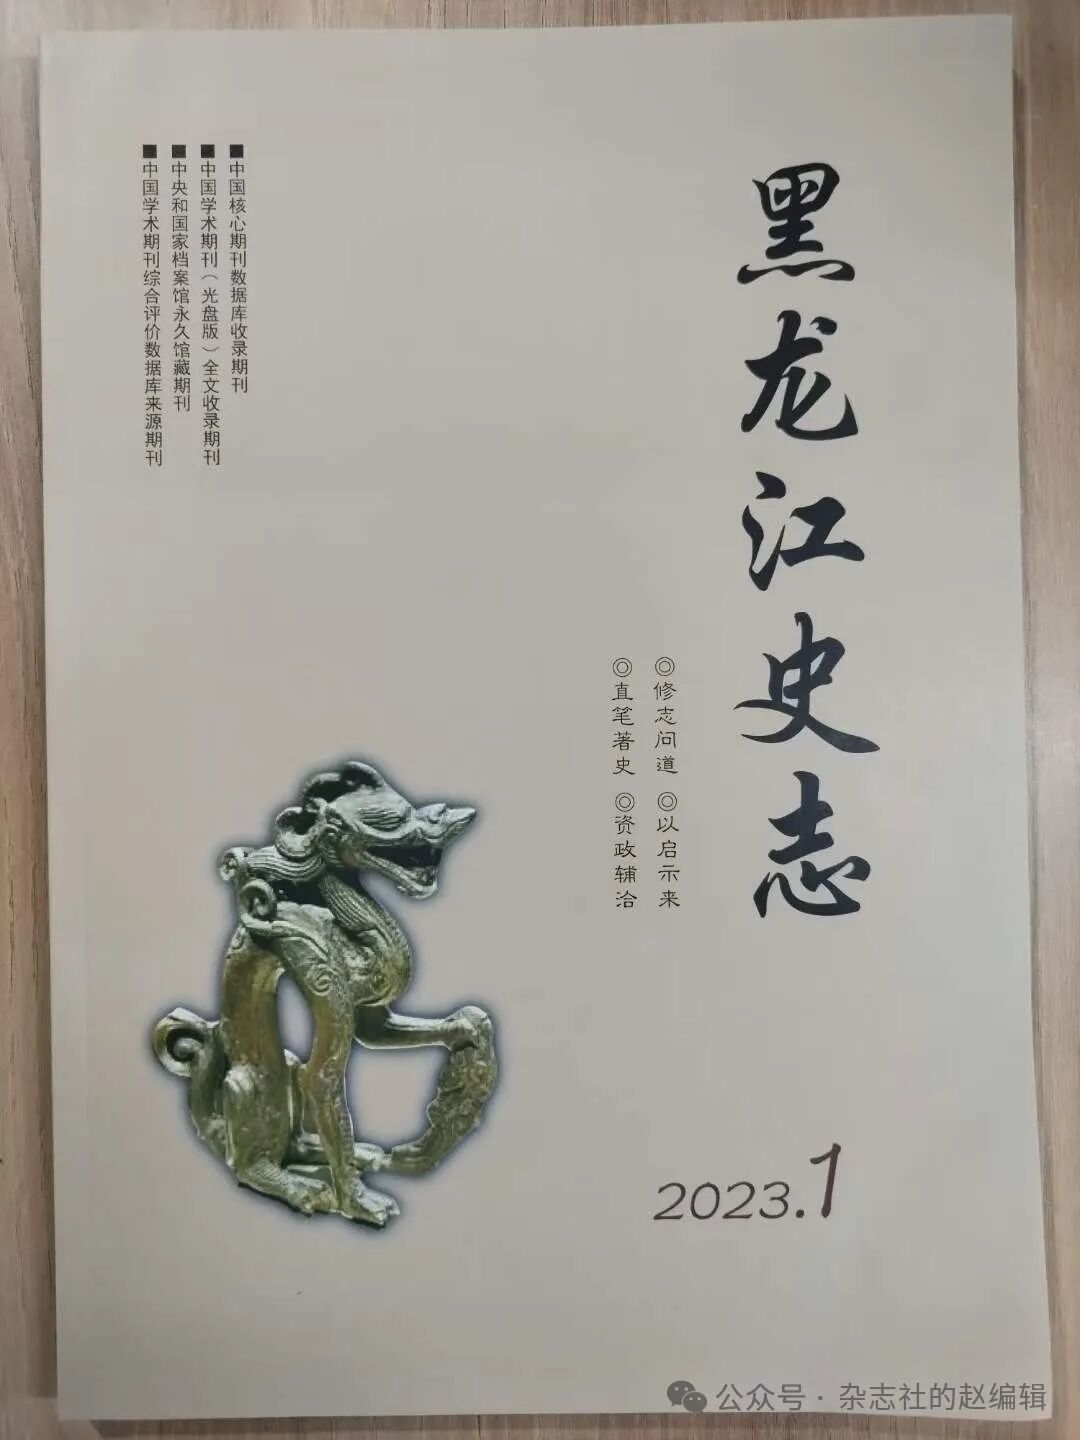 黑龙江史志
◎修志问道 ◎以启示来
◎直笔著史 ◎资政辅治
■中国核心期刊数据库收录期刊
■中国学术期刊(光盘版)全文收录期刊
■中央和国家档案馆永久馆藏期刊
■中国学术期刊综合评价数据库来源期刊
2023.1
公众号·杂志社的赵编辑